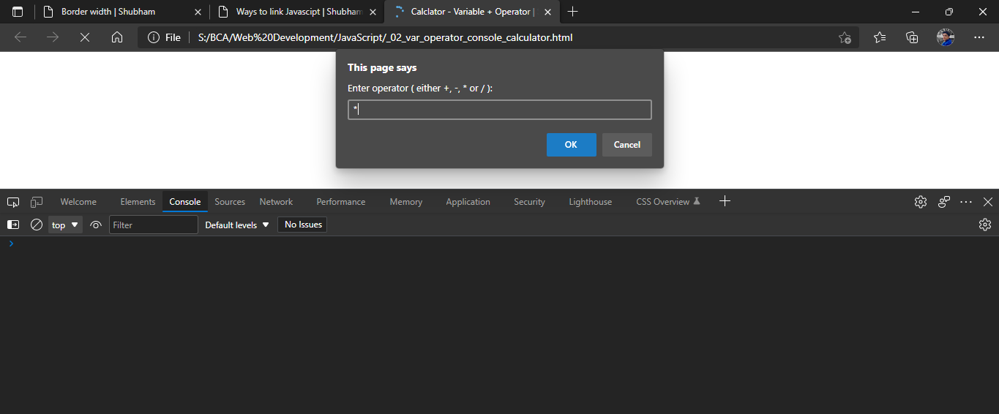 Border width | Shubham
Ways to link Javascipt | Shubham
Calclator - Variable + Operator |
File
S:/BCA/Web%20Development/JavaScript/_02_var_operator_console_calculator.html
This page says
Enter operator ( either +, -, * or / ):
*
OK Cancel
Welcome Elements Console Sources Network Performance Memory Application Security Lighthouse CSS Overview
top Filter Default levels No Issues